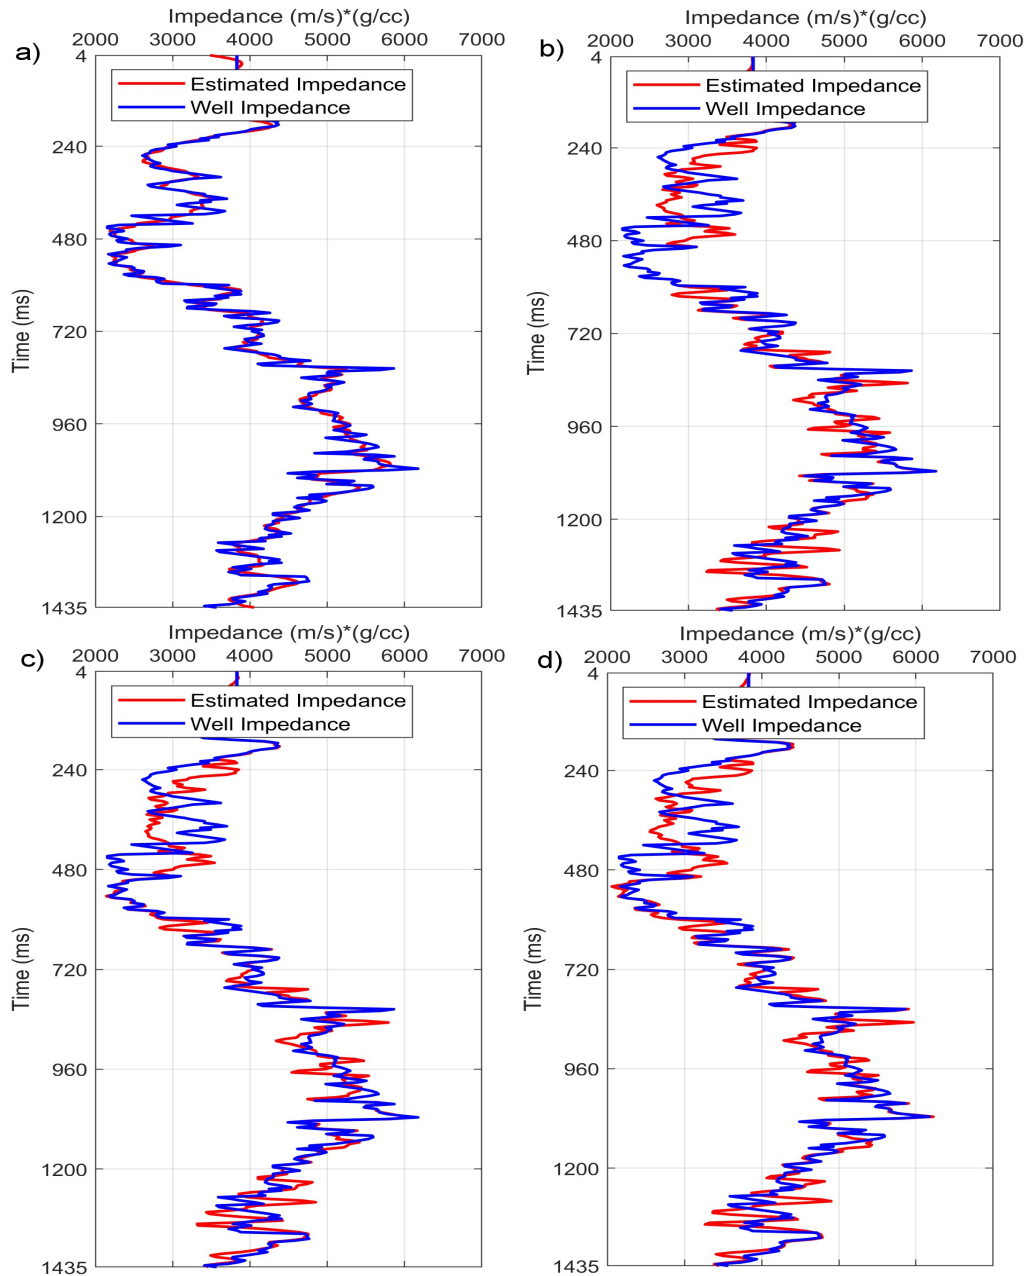 Impedance (m/s)*(g/cc)
2000 3000 4000 5000 6000 7000
a)
4
Estimated Impedance
Well Impedance
240
480
720
960
1200
1435
Time (ms)
Impedance (m/s)*(g/cc)
2000 3000 4000 5000 6000 7000
b)
4
Estimated Impedance
Well Impedance
240
480
720
960
1200
1435
Time (ms)
Impedance (m/s)*(g/cc)
2000 3000 4000 5000 6000 7000
c)
4
Estimated Impedance
Well Impedance
240
480
720
960
1200
1435
Time (ms)
Impedance (m/s)*(g/cc)
2000 3000 4000 5000 6000 7000
d)
4
Estimated Impedance
Well Impedance
240
480
720
960
1200
1435
Time (ms)